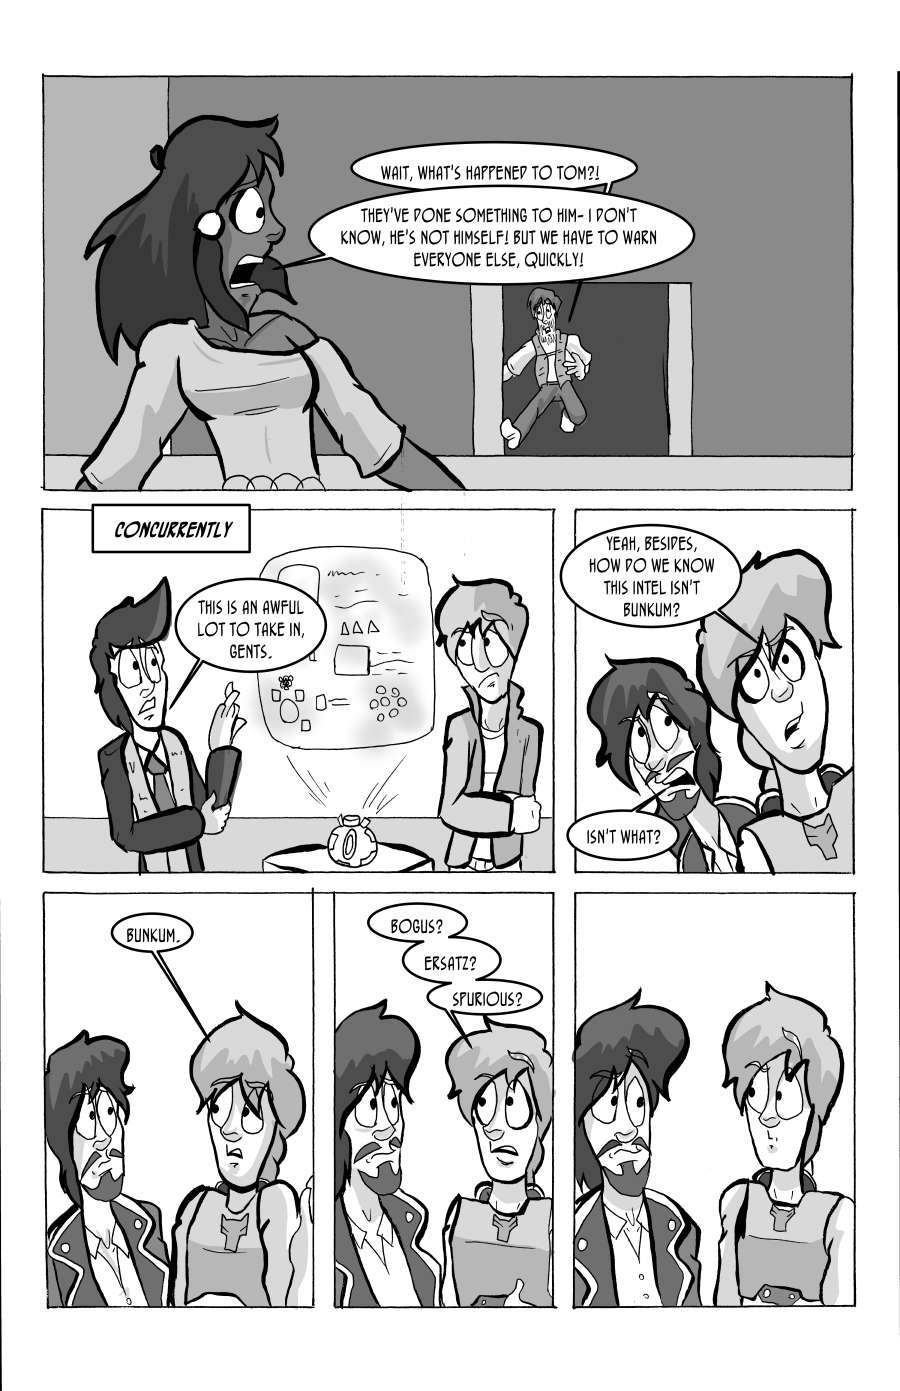 WAIT, WHAT'S HAPPENED TO TOM?!
THEY'VE DONE SOMETHING TO HIM- I DON'T
KNOW, HE'S NOT HIMSELF! BUT WE HAVE TO WARN
EVERYONE ELSE, QUICKLY!
CONCURRENTLY
THIS IS AN AWFUL
LOT TO TAKE IN,
GENTS.
YEAH, BESIDES,
HOW DO WE KNOW
THIS INTEL ISN'T
BUNKUM?
ISN'T WHAT?
BUNKUM.
BOGUS?
ERSATZ?
SPURIOUS?